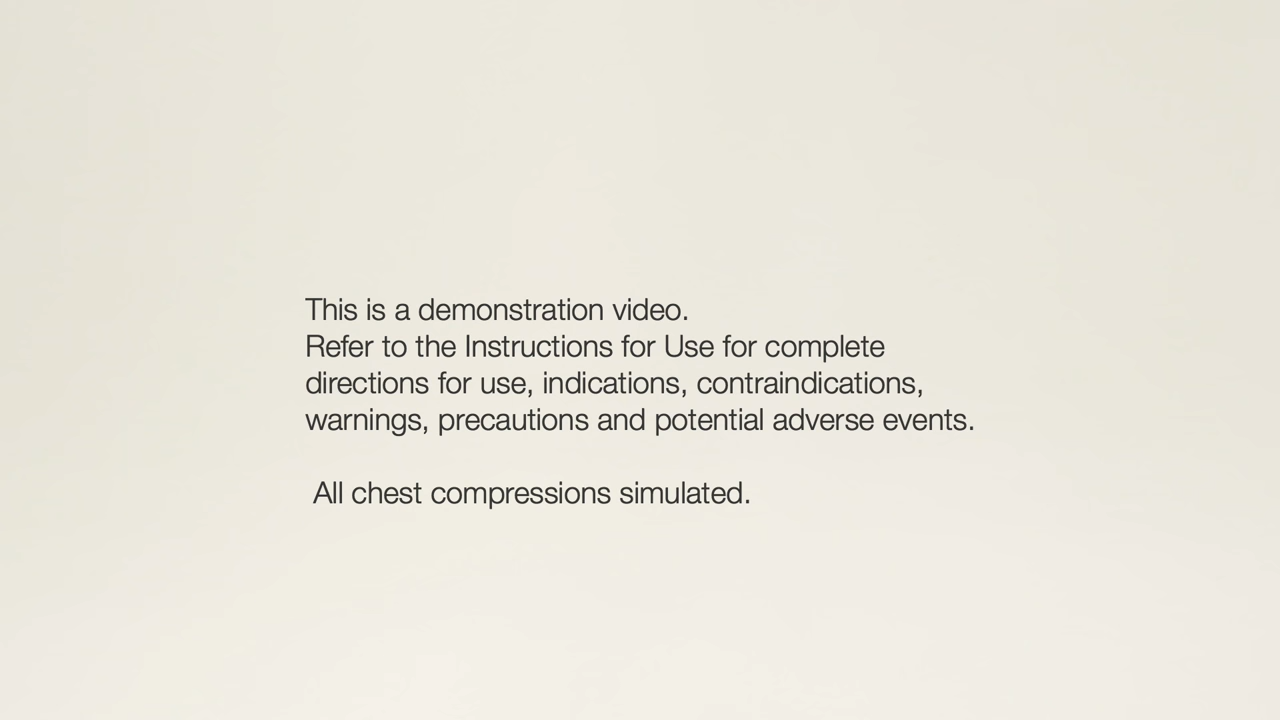 This is a demonstration video.
Refer to the Instructions for Use for complete
directions for use, indications, contraindications,
warnings, precautions and potential adverse events.
All chest compressions simulated.